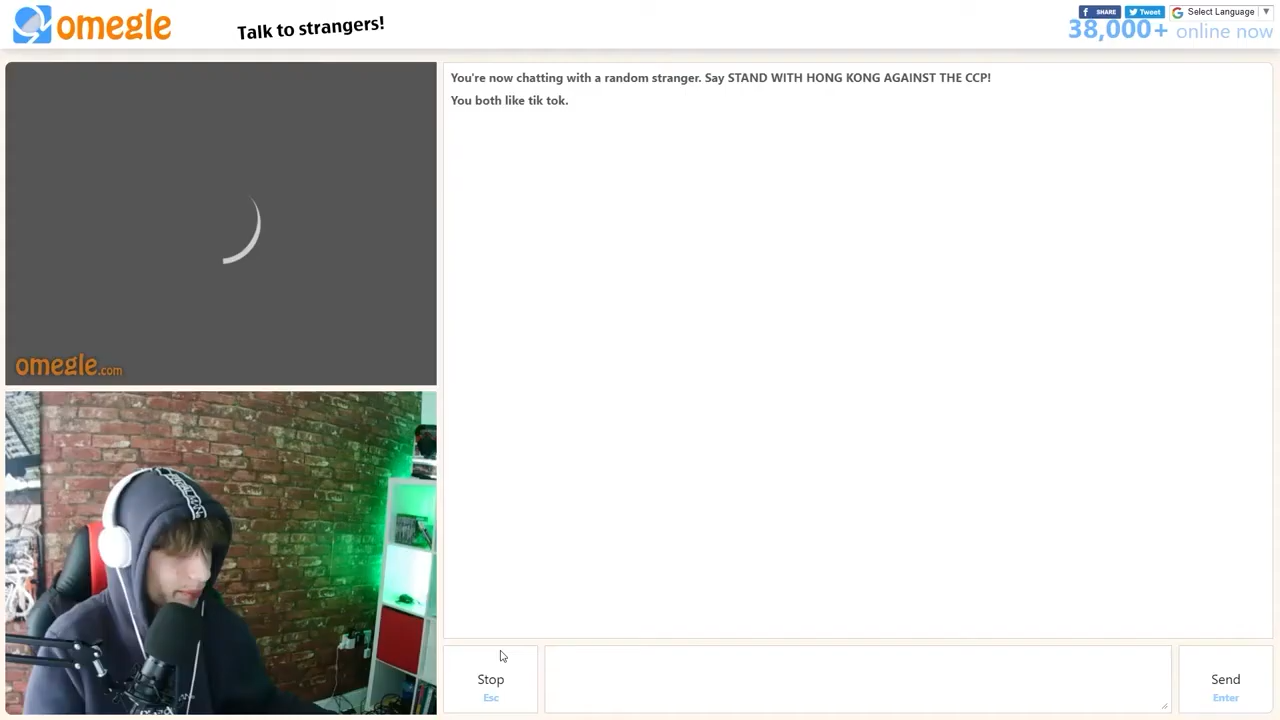 omegle
Talk to strangers!
SHARE
Tweet
Select Language
38,000+ online now
You're now chatting with a random stranger. Say STAND WITH HONG KONG AGAINST THE CCP!
You both like tik tok.
omegle.com
Stop
Esc
Send
Enter